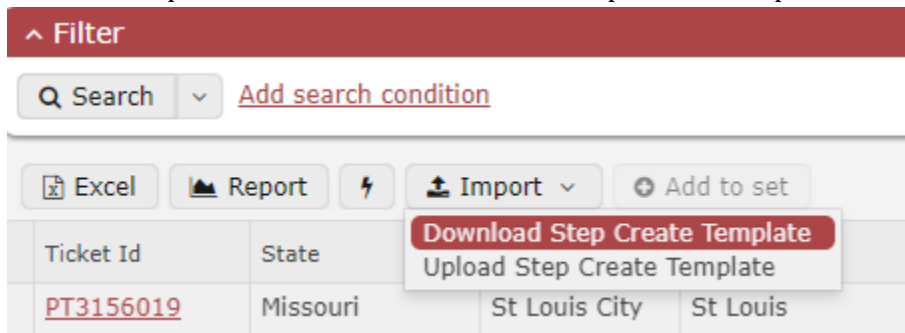 Filter
Search Add search condition
Excel Report Import Add to set
Download Step Create Template
Ticket Id State
Upload Step Create Template
PT3156019 Missouri St Louis City St Louis